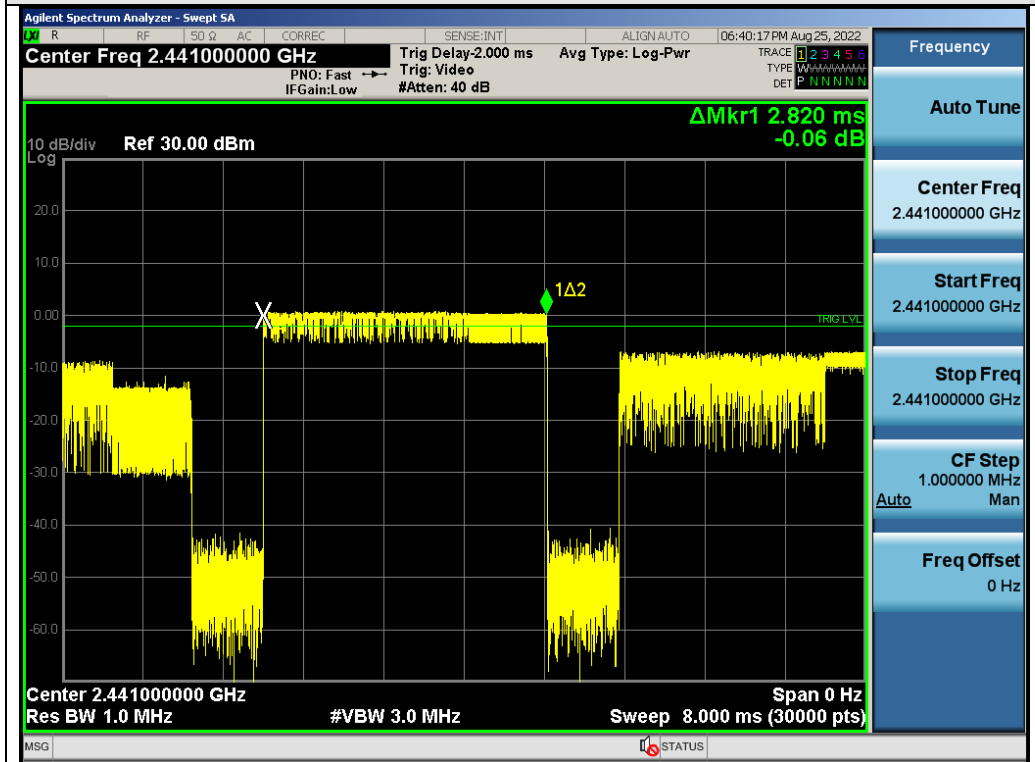 Agilent Spectrum Analyzer - Swept SA
LXI R RF 50 Ω AC CORREC SENSE:INT ALIGN AUTO 06:40:17 PM Aug 25, 2022
Center Freq 2.441000000 GHz
PNO: Fast
IFGain:Low
Trig Delay-2.000 ms
Trig: Video
#Atten: 40 dB
Avg Type: Log-Pwr
TRACE 1 2 3 4 5 6
TYPE WWWWWW
DET P N N N N N
ΔMkr1 2.820 ms
-0.06 dB
10 dB/div Ref 30.00 dBm
Log
20.0
10.0
0.00
-10.0
-20.0
-30.0
-40.0
-50.0
-60.0
1Δ2
TRIG LVL
Center 2.441000000 GHz Span 0 Hz
Res BW 1.0 MHz #VBW 3.0 MHz Sweep 8.000 ms (30000 pts)
MSG STATUS
Frequency
Auto Tune
Center Freq
2.441000000 GHz
Start Freq
2.441000000 GHz
Stop Freq
2.441000000 GHz
CF Step
1.000000 MHz
Auto Man
Freq Offset
0 Hz